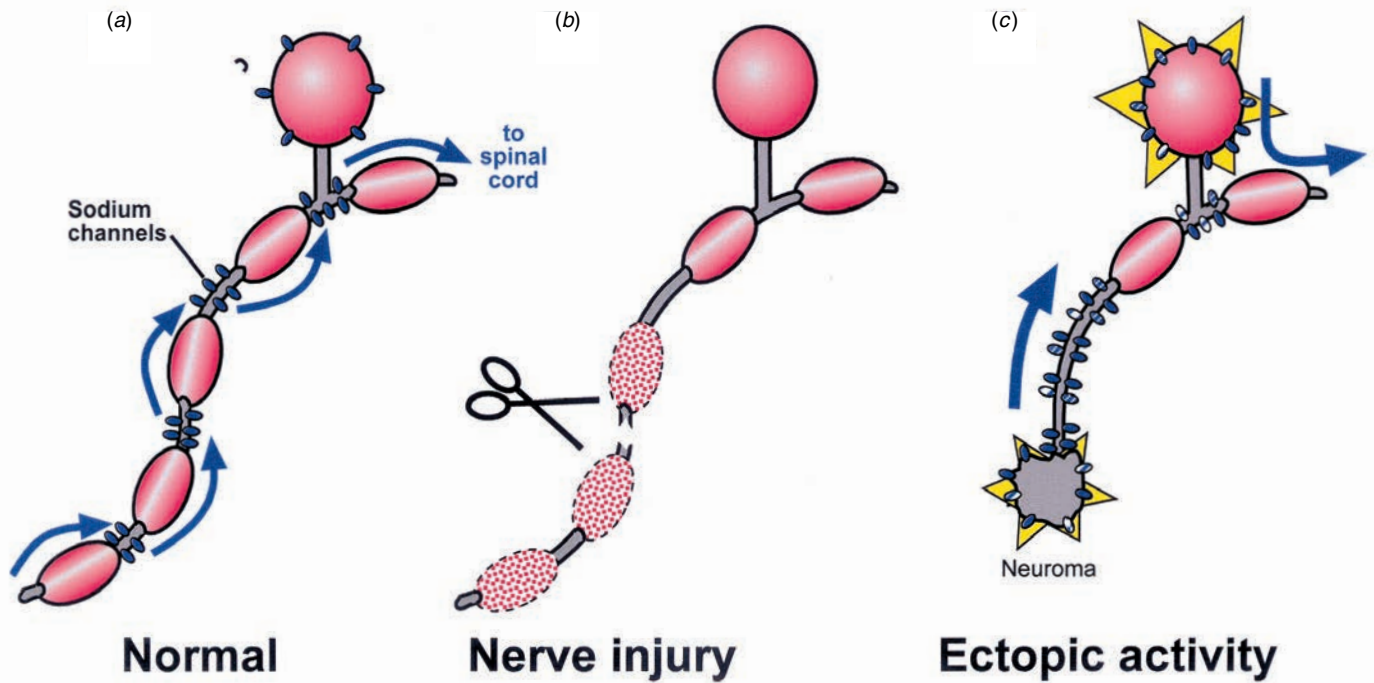 (a)
(b)
(c)
to
spinal
cord
Sodium
channels
Neuroma
Normal
Nerve injury
Ectopic activity